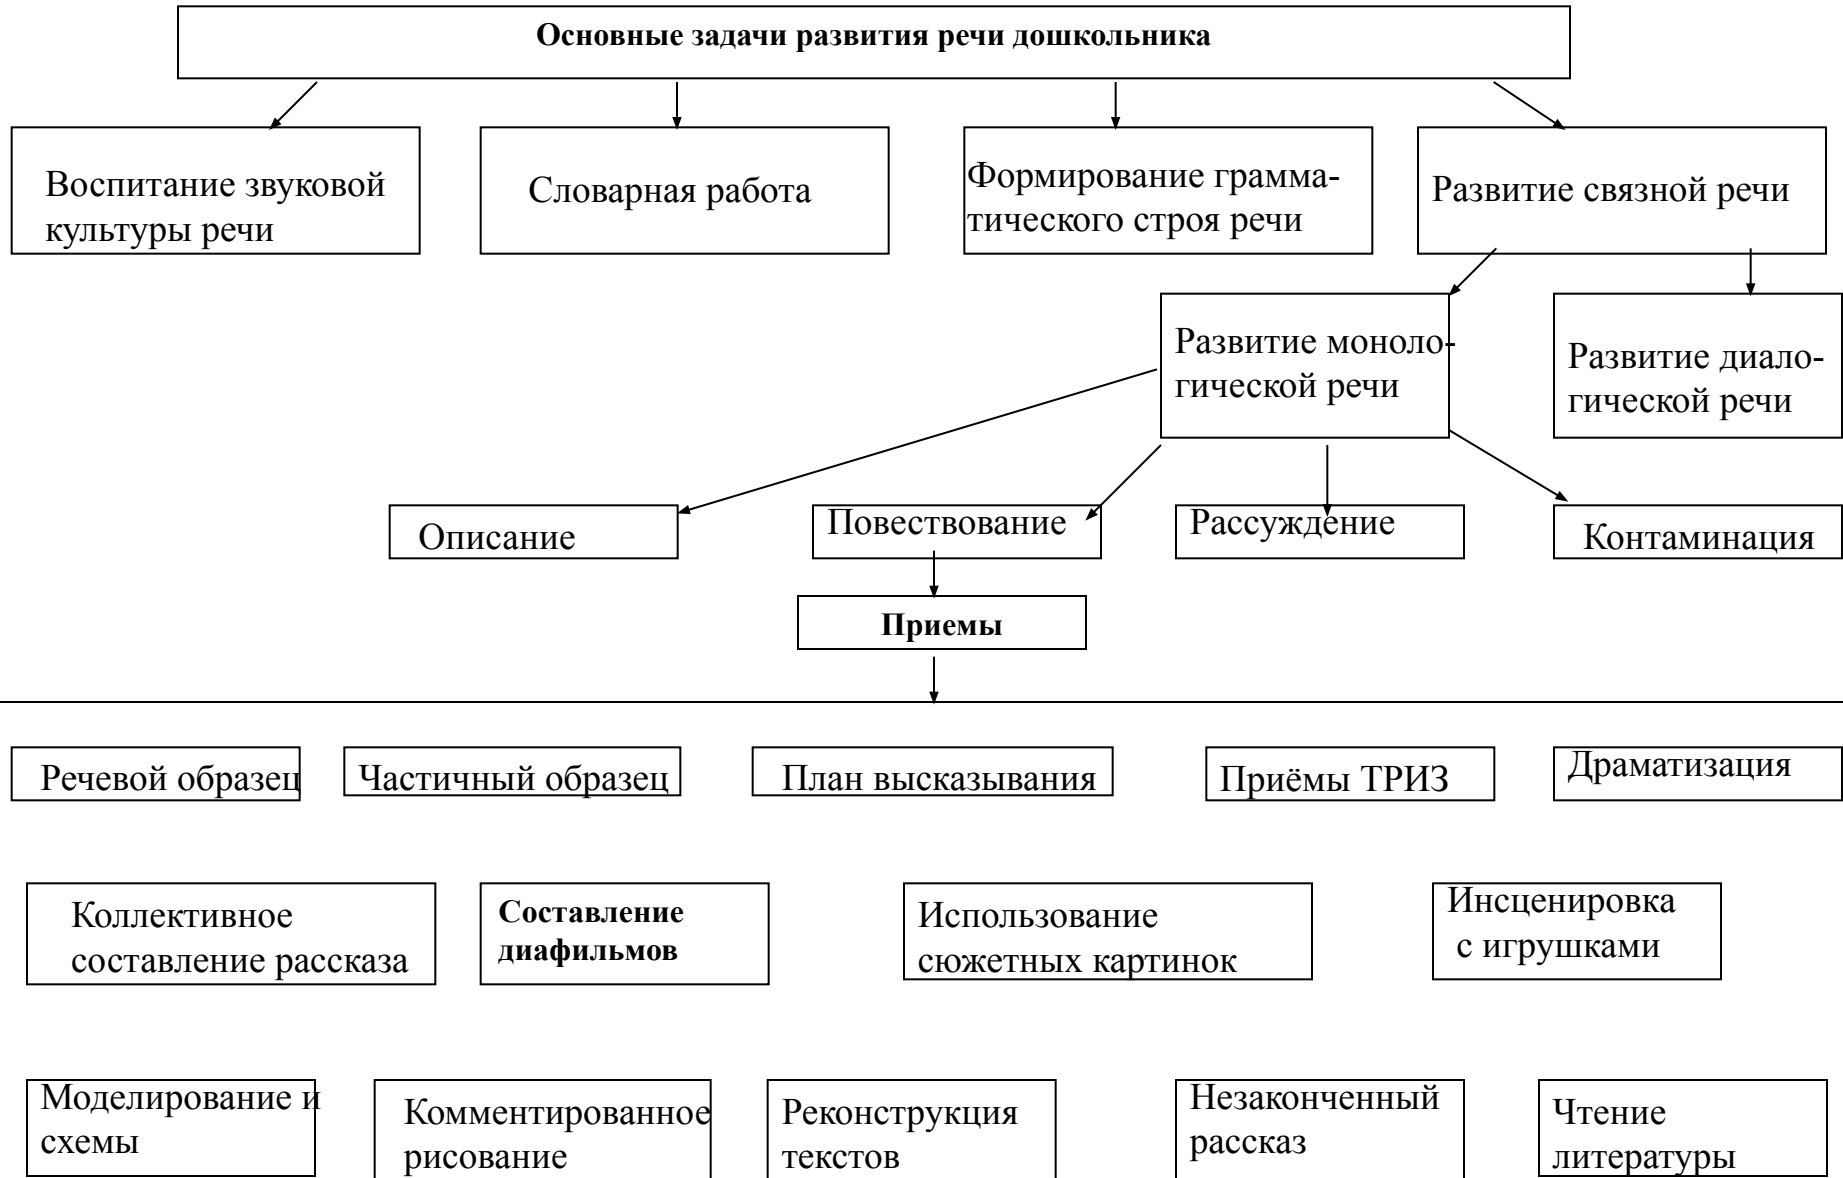 Основные задачи развития речи дошкольника
Воспитание звуковой
культуры речи
Словарная работа
Формирование грамма-
тического строя речи
Развитие связной речи
Развитие моноло-
гической речи
Развитие диало-
гической речи
Описание
Повествование
Рассуждение
Контаминация
Приемы
Речевой образец
Частичный образец
План высказывания
Приёмы ТРИЗ
Драматизация
Коллективное
составление рассказа
Составление
диафильмов
Использование
сюжетных картинок
Инсценировка
с игрушками
Моделирование и
схемы
Комментированное
рисование
Реконструкция
текстов
Незаконченный
рассказ
Чтение
литературы